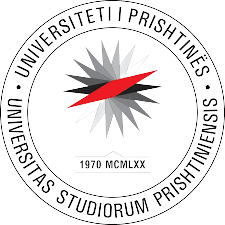 • UNIVERSITETI I PRISHTINËS •
1970 MCMLXX
UNIVERSITAS STUDIORUM PRISHTINIENSIS